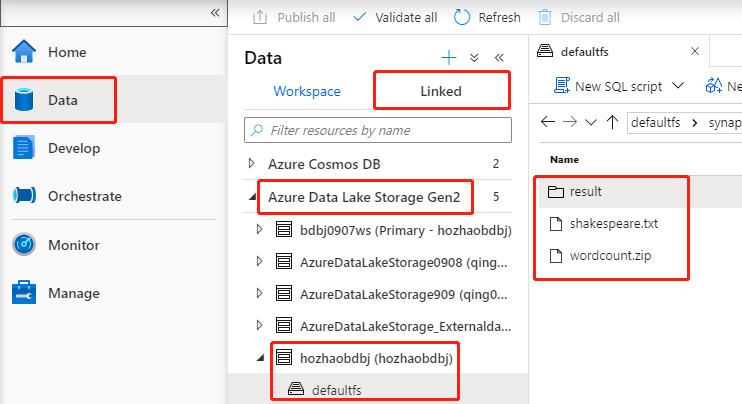 «
Publish all
Validate all
Refresh
Discard all
Home
Data
Develop
Orchestrate
Monitor
Manage
Data
«
Workspace
Linked
Filter resources by name
Azure Cosmos DB 2
Azure Data Lake Storage Gen2 5
bdbj0907ws (Primary - hozhaobdbj)
AzureDataLakeStorage0908 (qing...
AzureDataLakeStorage909 (qing0...
AzureDataLakeStorage_Externalda...
hozhaobdbj (hozhaobdbj)
defaultfs
defaultfs
New SQL script
Ne
defaultfs
synap
Name
result
shakespeare.txt
wordcount.zip